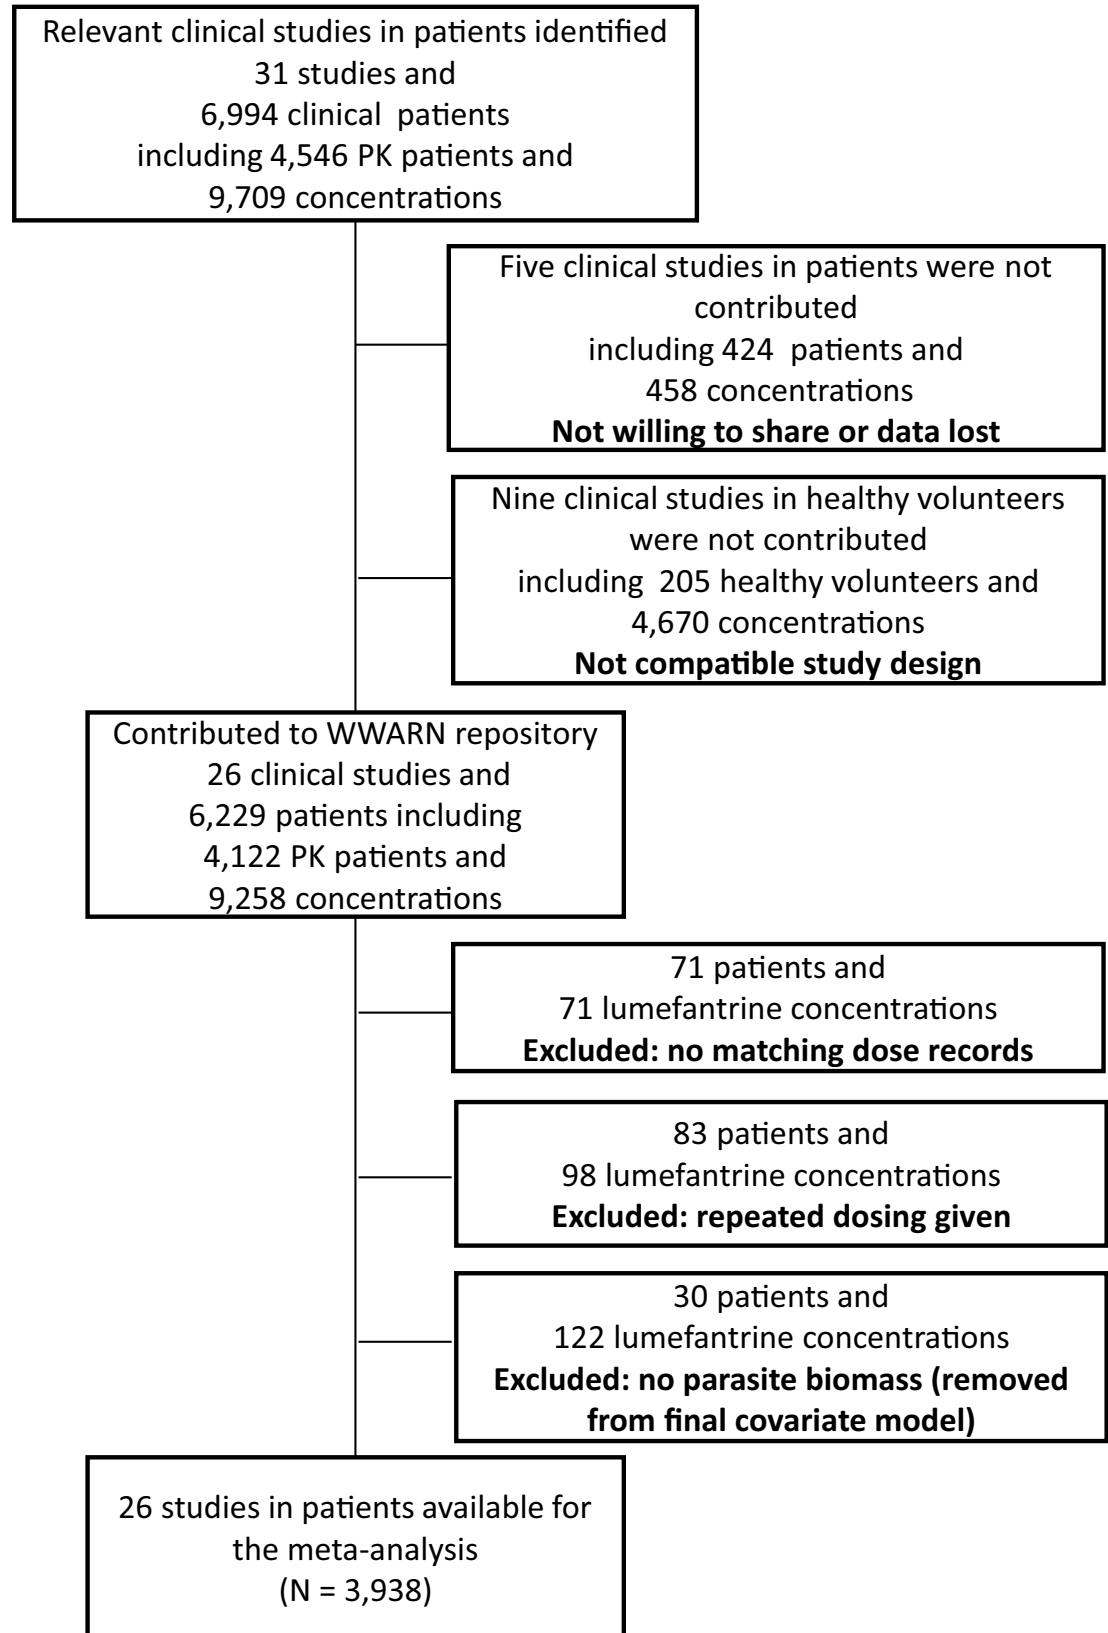 Relevant clinical studies in patients identified
31 studies and
6,994 clinical patients
including 4,546 PK patients and
9,709 concentrations
Five clinical studies in patients were not
contributed
including 424 patients and
458 concentrations
Not willing to share or data lost
Nine clinical studies in healthy volunteers
were not contributed
including 205 healthy volunteers and
4,670 concentrations
Not compatible study design
Contributed to WWARN repository
26 clinical studies and
6,229 patients including
4,122 PK patients and
9,258 concentrations
71 patients and
71 lumefantrine concentrations
Excluded: no matching dose records
83 patients and
98 lumefantrine concentrations
Excluded: repeated dosing given
30 patients and
122 lumefantrine concentrations
Excluded: no parasite biomass (removed
from final covariate model)
26 studies in patients available for
the meta-analysis
(N = 3,938)